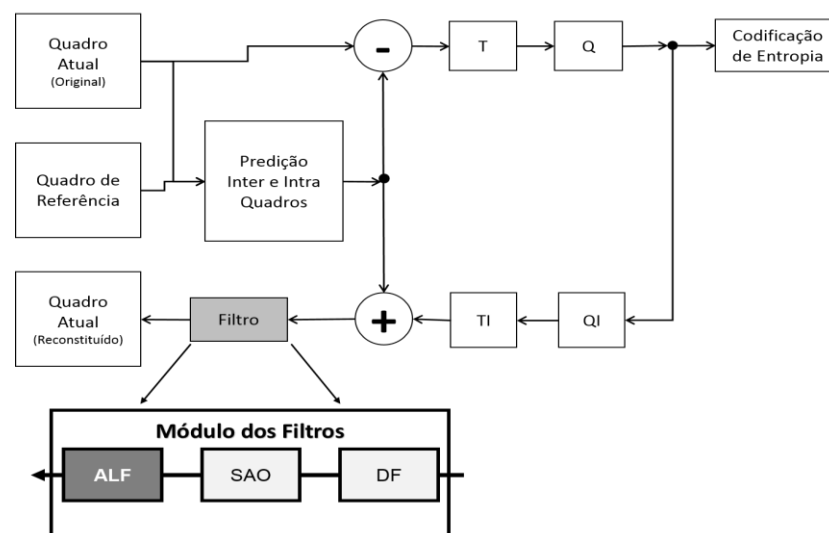 Quadro
Atual
(Original)
-
T
Q
Codificação
de Entropia
Quadro de
Referência
Predição
Inter e Intra
Quadros
Quadro
Atual
(Reconstituído)
Filtro
+
TI
QI
Módulo dos Filtros
ALF
SAO
DF